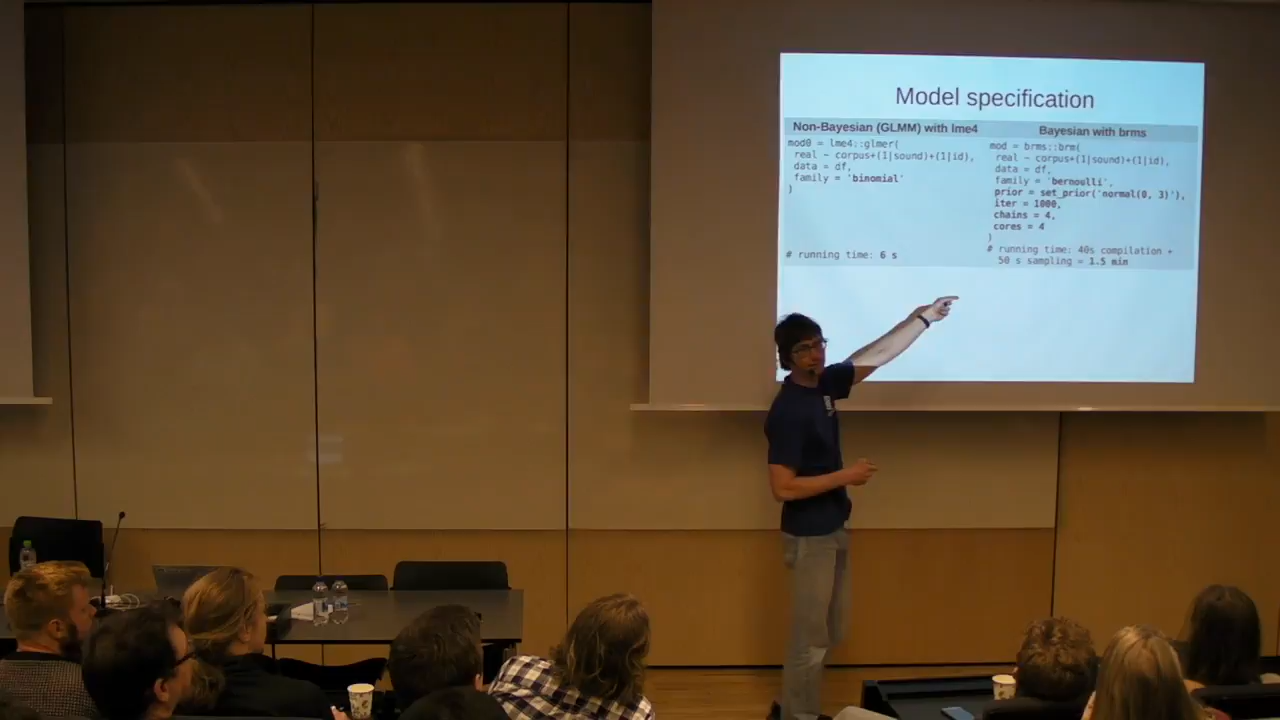 Model specification
Non-Bayesian (GLMM) with lme4
mod0 = lme4::glmer(
real ~ corpus+(1|sound)+(1|id),
data = df,
family = 'binomial'
)
# running time: 6 s
Bayesian with brms
mod = brms::brm(
real ~ corpus+(1|sound)+(1|id),
data = df,
family = 'bernoulli',
prior = set_prior('normal(0, 3)'),
iter = 1000,
chains = 4,
cores = 4
)
# running time: 40s compilation +
50 s sampling = 1.5 min